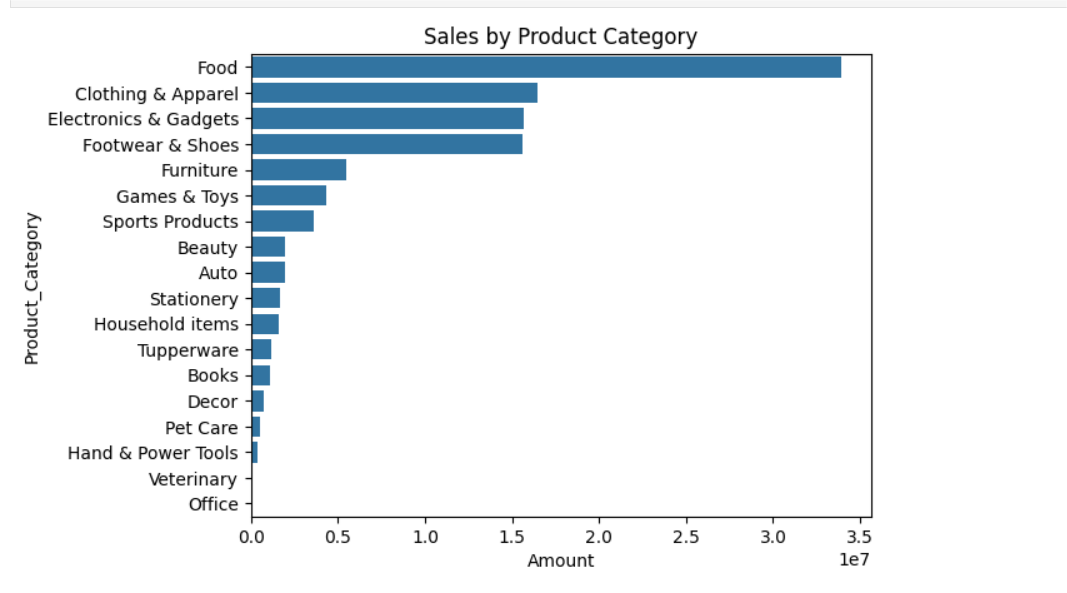 Sales by Product Category
Product_Category
Food
Clothing & Apparel
Electronics & Gadgets
Footwear & Shoes
Furniture
Games & Toys
Sports Products
Beauty
Auto
Stationery
Household items
Tupperware
Books
Decor
Pet Care
Hand & Power Tools
Veterinary
Office
0.0 0.5 1.0 1.5 2.0 2.5 3.0 3.5
Amount
1e7